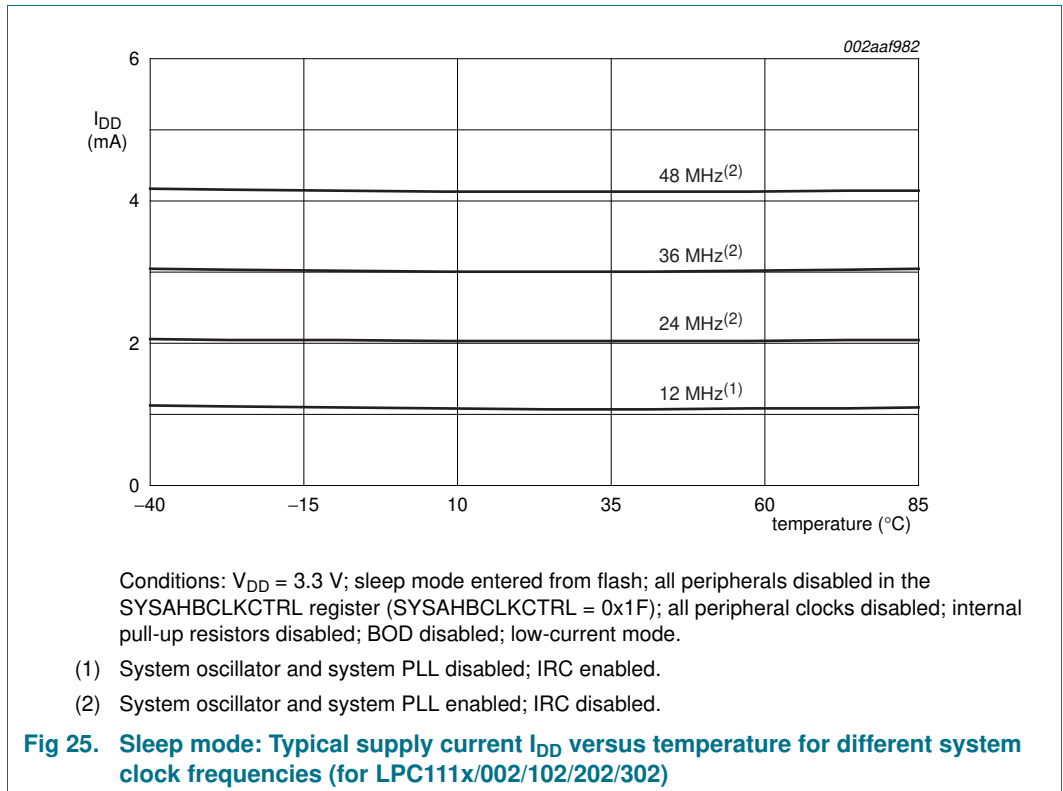 002aaf982
6
I_DD
(mA)
48 MHz(2)
4
36 MHz(2)
24 MHz(2)
2
12 MHz(1)
0
−40 −15 10 35 60 85
temperature (°C)
Conditions: V_DD = 3.3 V; sleep mode entered from flash; all peripherals disabled in the
SYSAHBCLKCTRL register (SYSAHBCLKCTRL = 0x1F); all peripheral clocks disabled; internal
pull-up resistors disabled; BOD disabled; low-current mode.
(1) System oscillator and system PLL disabled; IRC enabled.
(2) System oscillator and system PLL enabled; IRC disabled.
Fig 25. Sleep mode: Typical supply current I_DD versus temperature for different system
clock frequencies (for LPC111x/002/102/202/302)